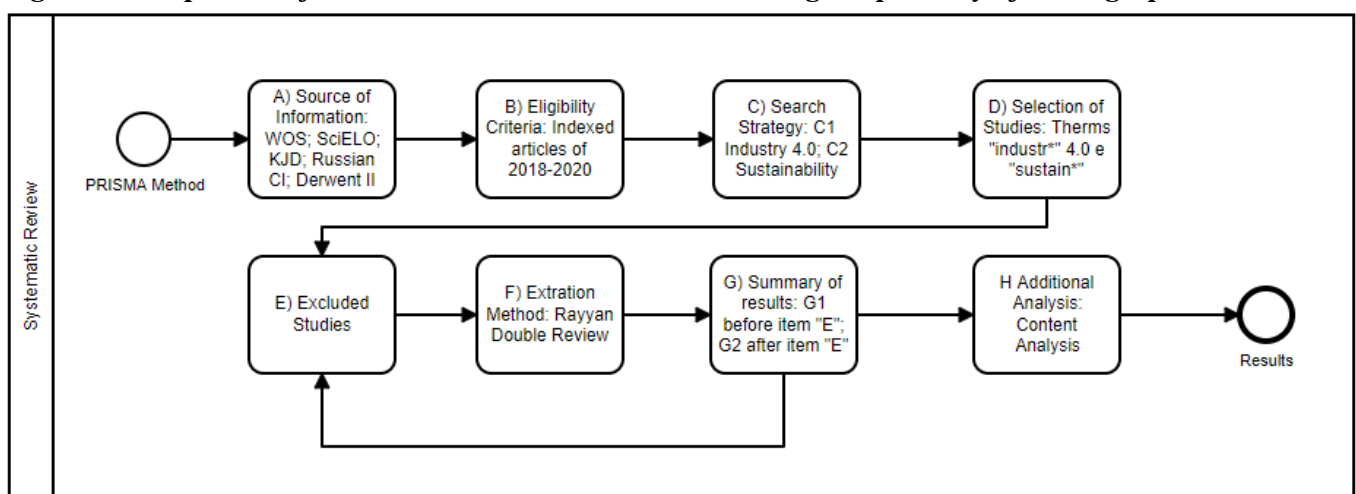 Systematic Review
PRISMA Method
A) Source of
Information:
WOS; SciELO;
KJD; Russian
CI; Derwent II
B) Eligibility
Criteria: Indexed
articles of
2018-2020
C) Search
Strategy: C1
Industry 4.0; C2
Sustainability
D) Selection of
Studies: Therms
"industr*" 4.0 e
"sustain*"
E) Excluded
Studies
F) Extration
Method: Rayyan
Double Review
G) Summary of
results: G1
before item "E";
G2 after item "E"
H Additional
Analysis:
Content
Analysis
Results